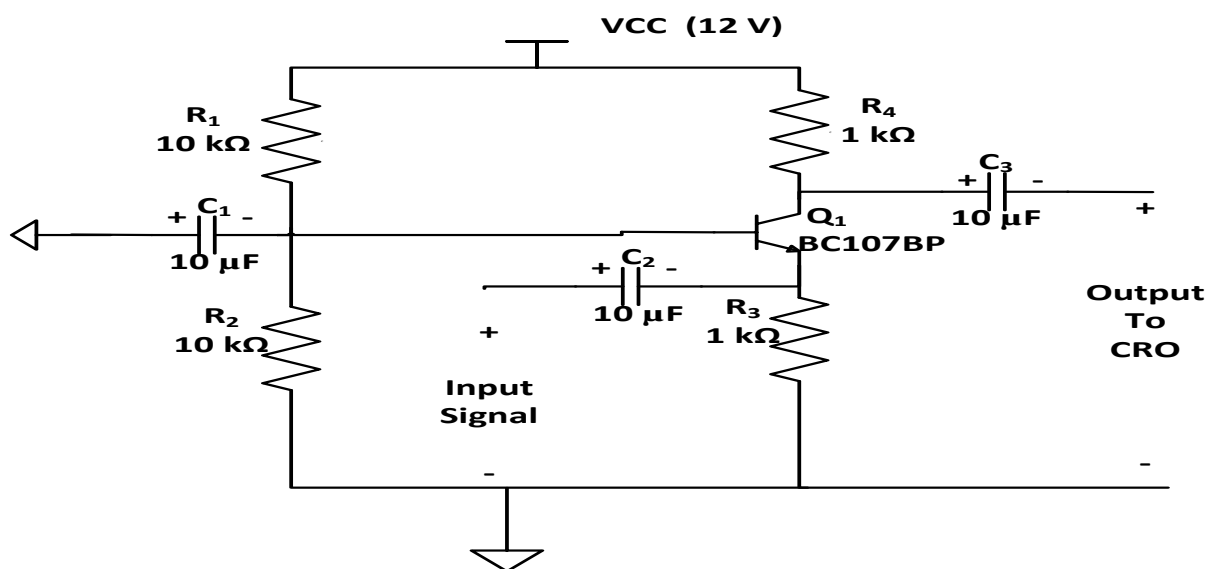 VCC (12 V)
R1
10 kΩ
R4
1 kΩ
+ C1 -
10 μF
C3
+ -
10 μF
Q1
BC107BP
+ C2 -
10 μF
R2
10 kΩ
R3
1 kΩ
+
Input
Signal
-
+
Output
To
CRO
-